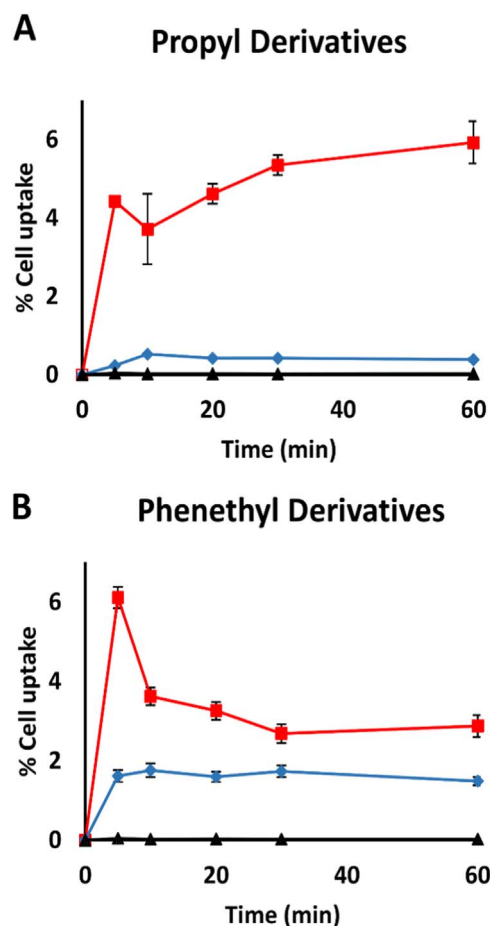 A
Propyl Derivatives
% Cell uptake
6
4
2
0
0 20 40 60
Time (min)
B
Phenethyl Derivatives
% Cell uptake
6
4
2
0
0 20 40 60
Time (min)